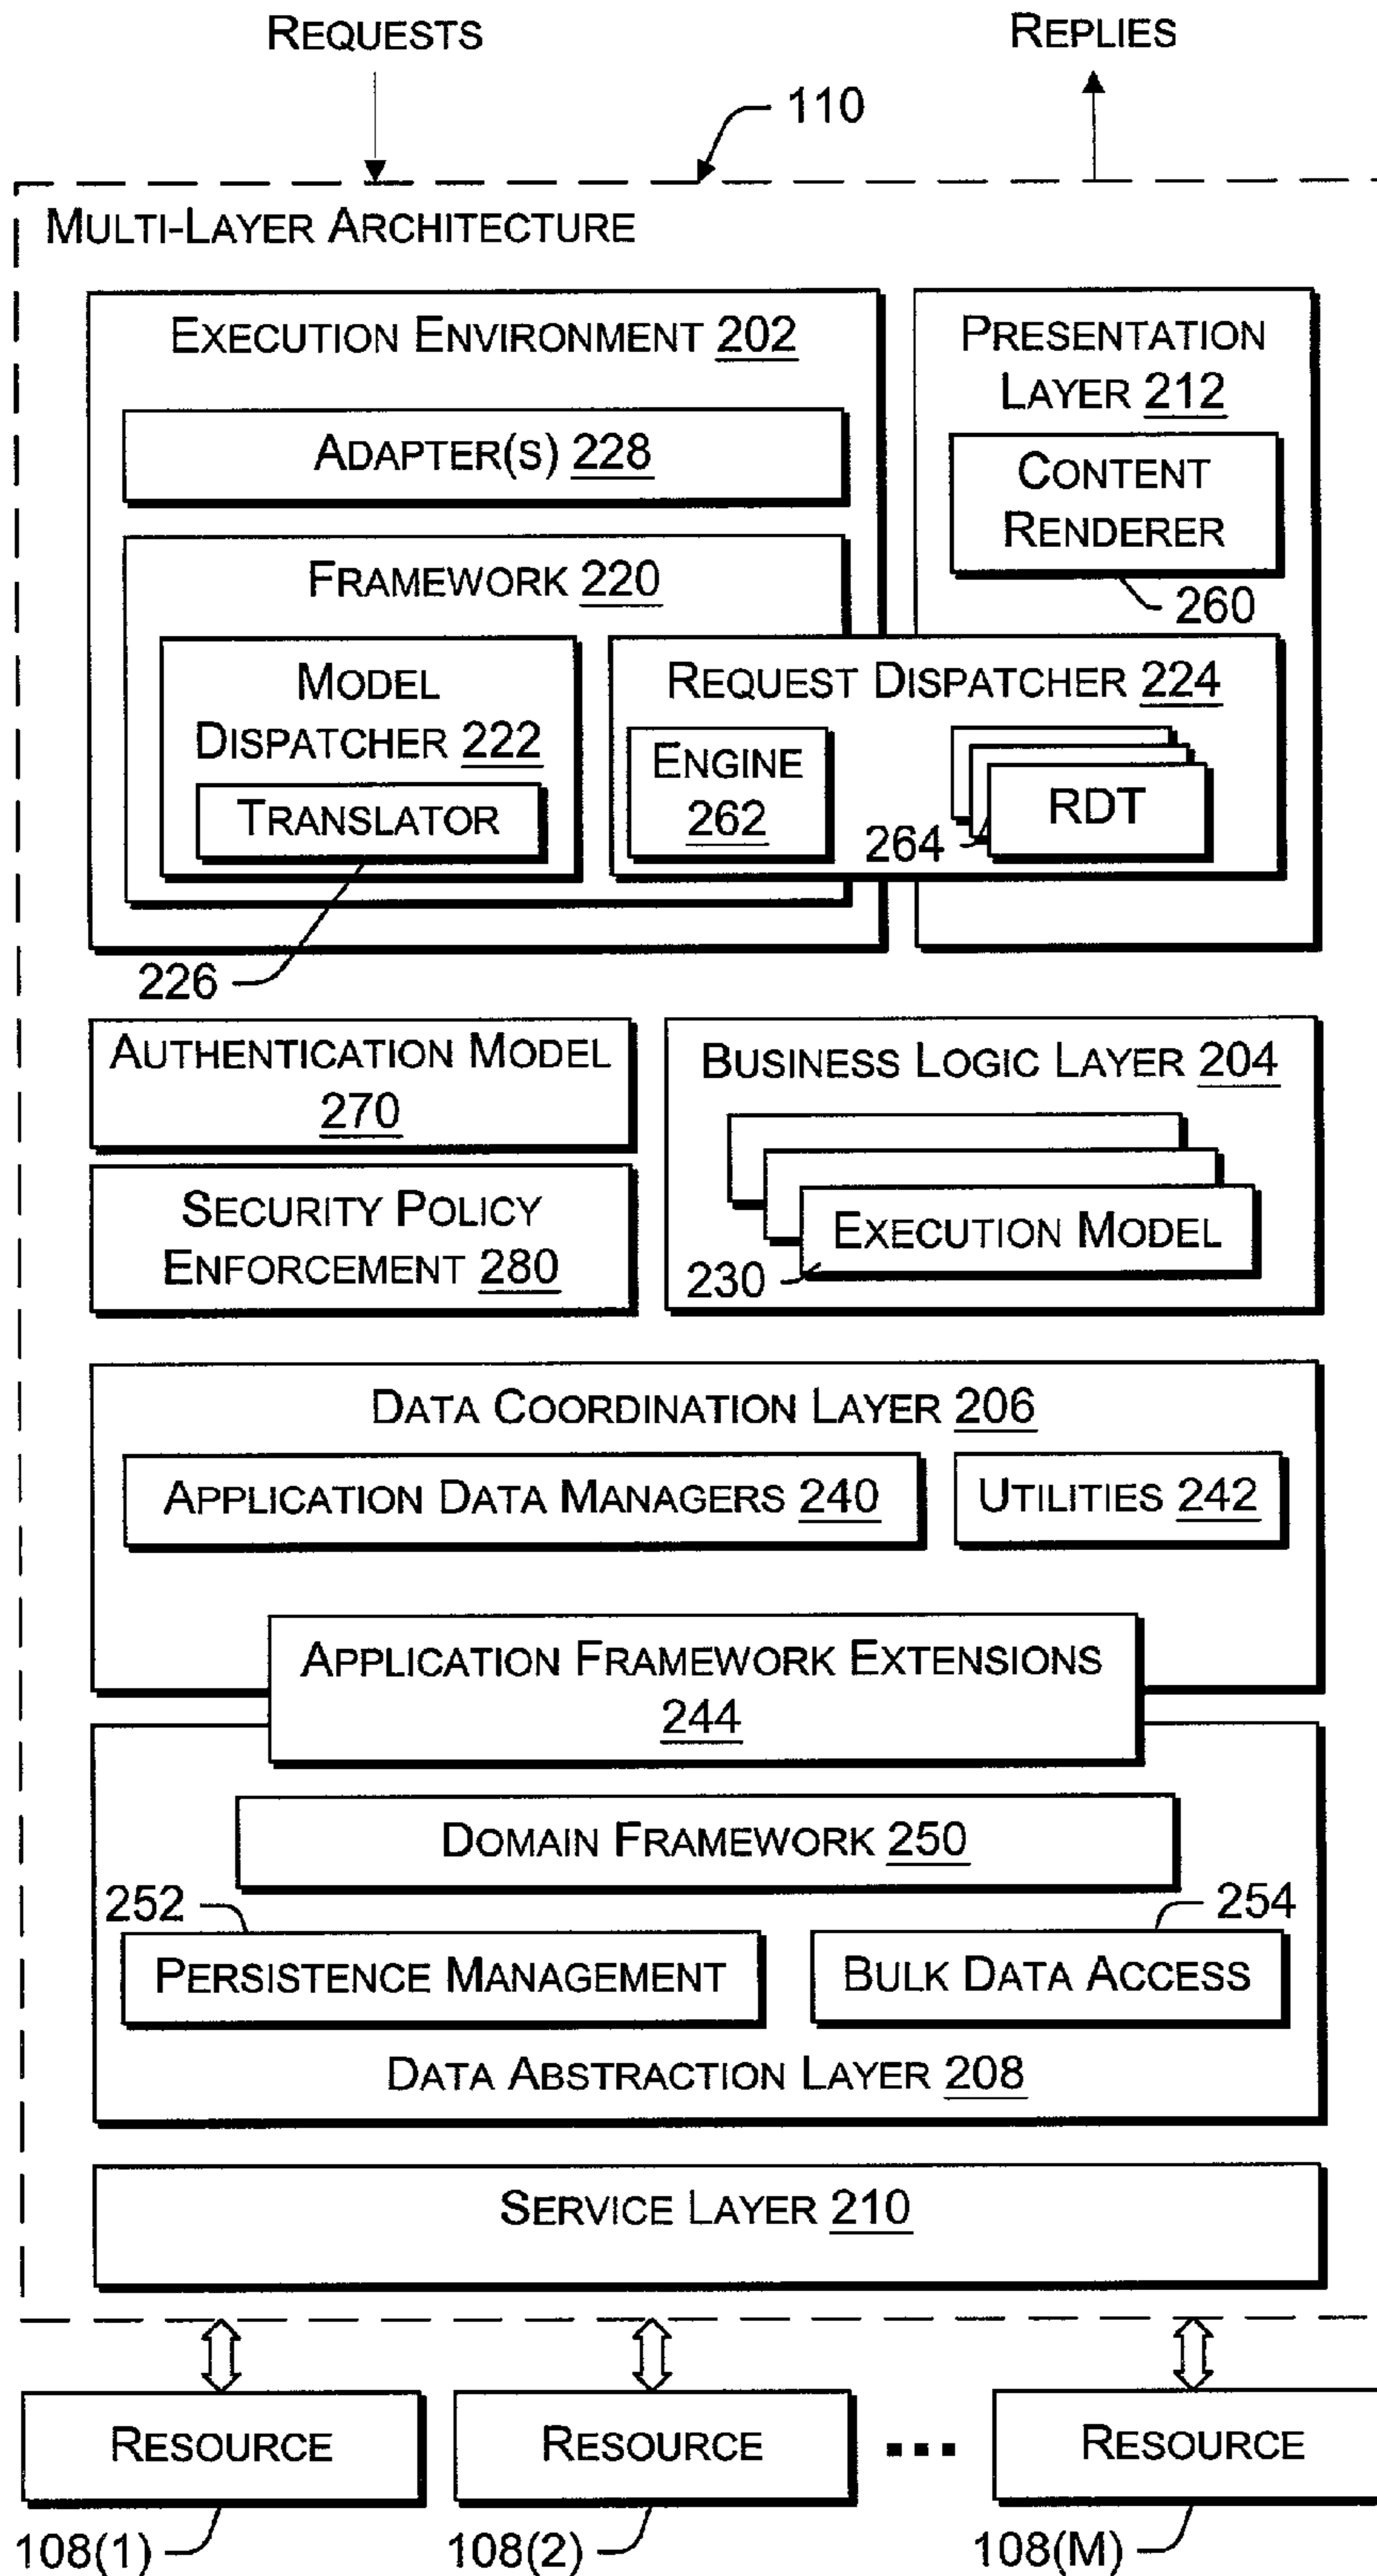 REQUESTS
REPLIES
110
MULTI-LAYER ARCHITECTURE
EXECUTION ENVIRONMENT 202
ADAPTER(S) 228
FRAMEWORK 220
MODEL
DISPATCHER 222
TRANSLATOR
226
PRESENTATION
LAYER 212
CONTENT
RENDERER
260
REQUEST DISPATCHER 224
ENGINE
262
264
RDT
AUTHENTICATION MODEL
270
SECURITY POLICY
ENFORCEMENT 280
BUSINESS LOGIC LAYER 204
EXECUTION MODEL
230
DATA COORDINATION LAYER 206
APPLICATION DATA MANAGERS 240
UTILITIES 242
APPLICATION FRAMEWORK EXTENSIONS
244
DOMAIN FRAMEWORK 250
252
254
PERSISTENCE MANAGEMENT
BULK DATA ACCESS
DATA ABSTRACTION LAYER 208
SERVICE LAYER 210
RESOURCE
RESOURCE
...
RESOURCE
108(1)
108(2)
108(M)